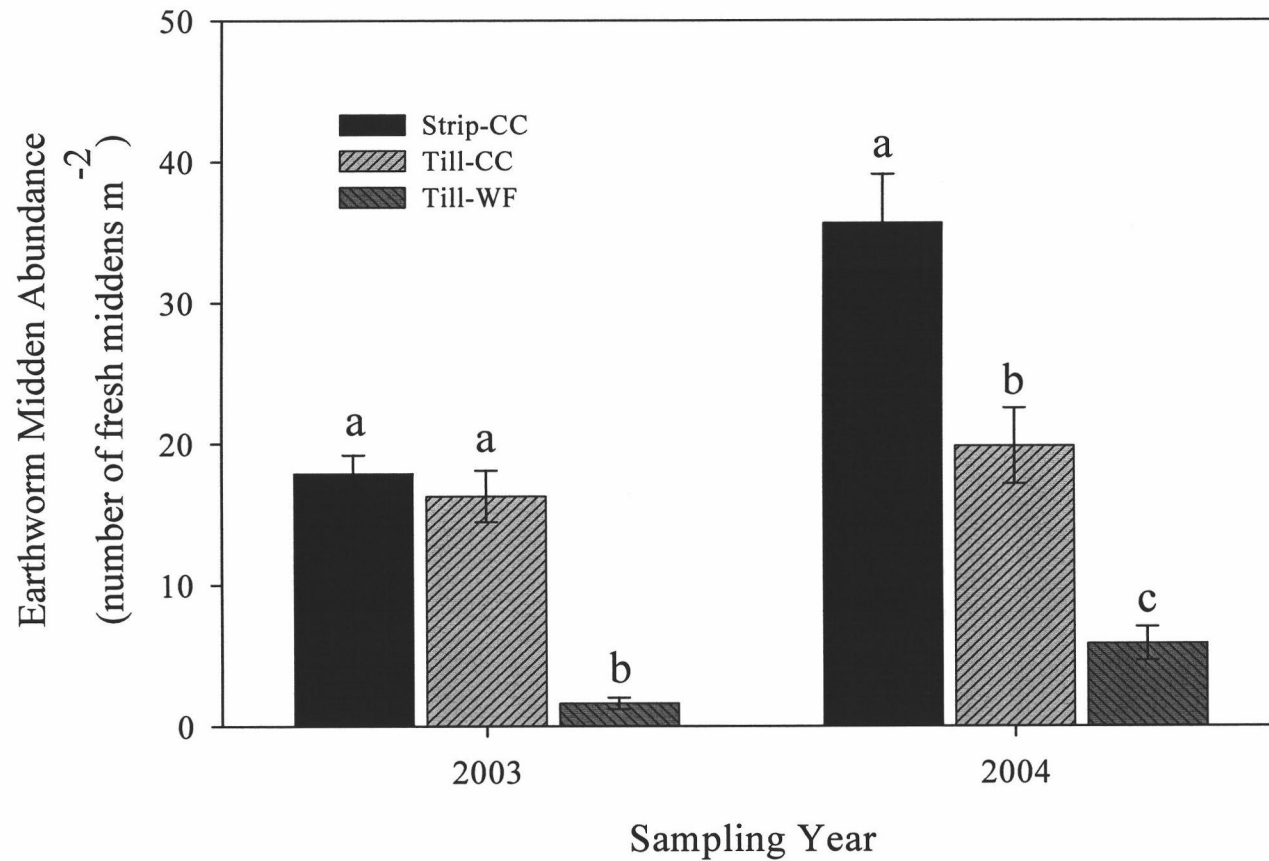 Earthworm Midden Abundance
(number of fresh middens m-2)
50
40
30
20
10
0
Strip-CC
Till-CC
Till-WF
a
a
b
a
b
c
2003
2004
Sampling Year